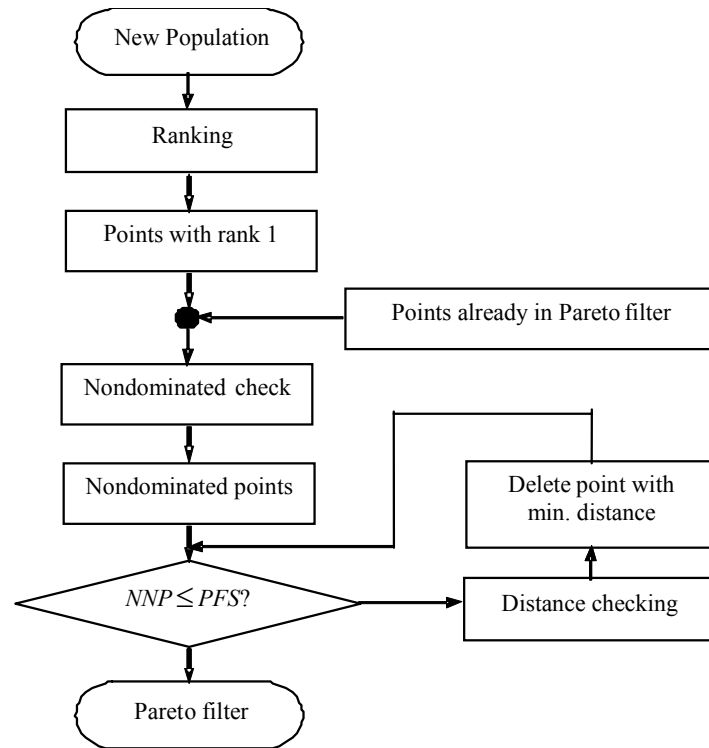 New Population
Ranking
Points with rank 1
Points already in Pareto filter
Nondominated check
Nondominated points
Delete point with
min. distance
NNP ≤ PFS?
Distance checking
Pareto filter